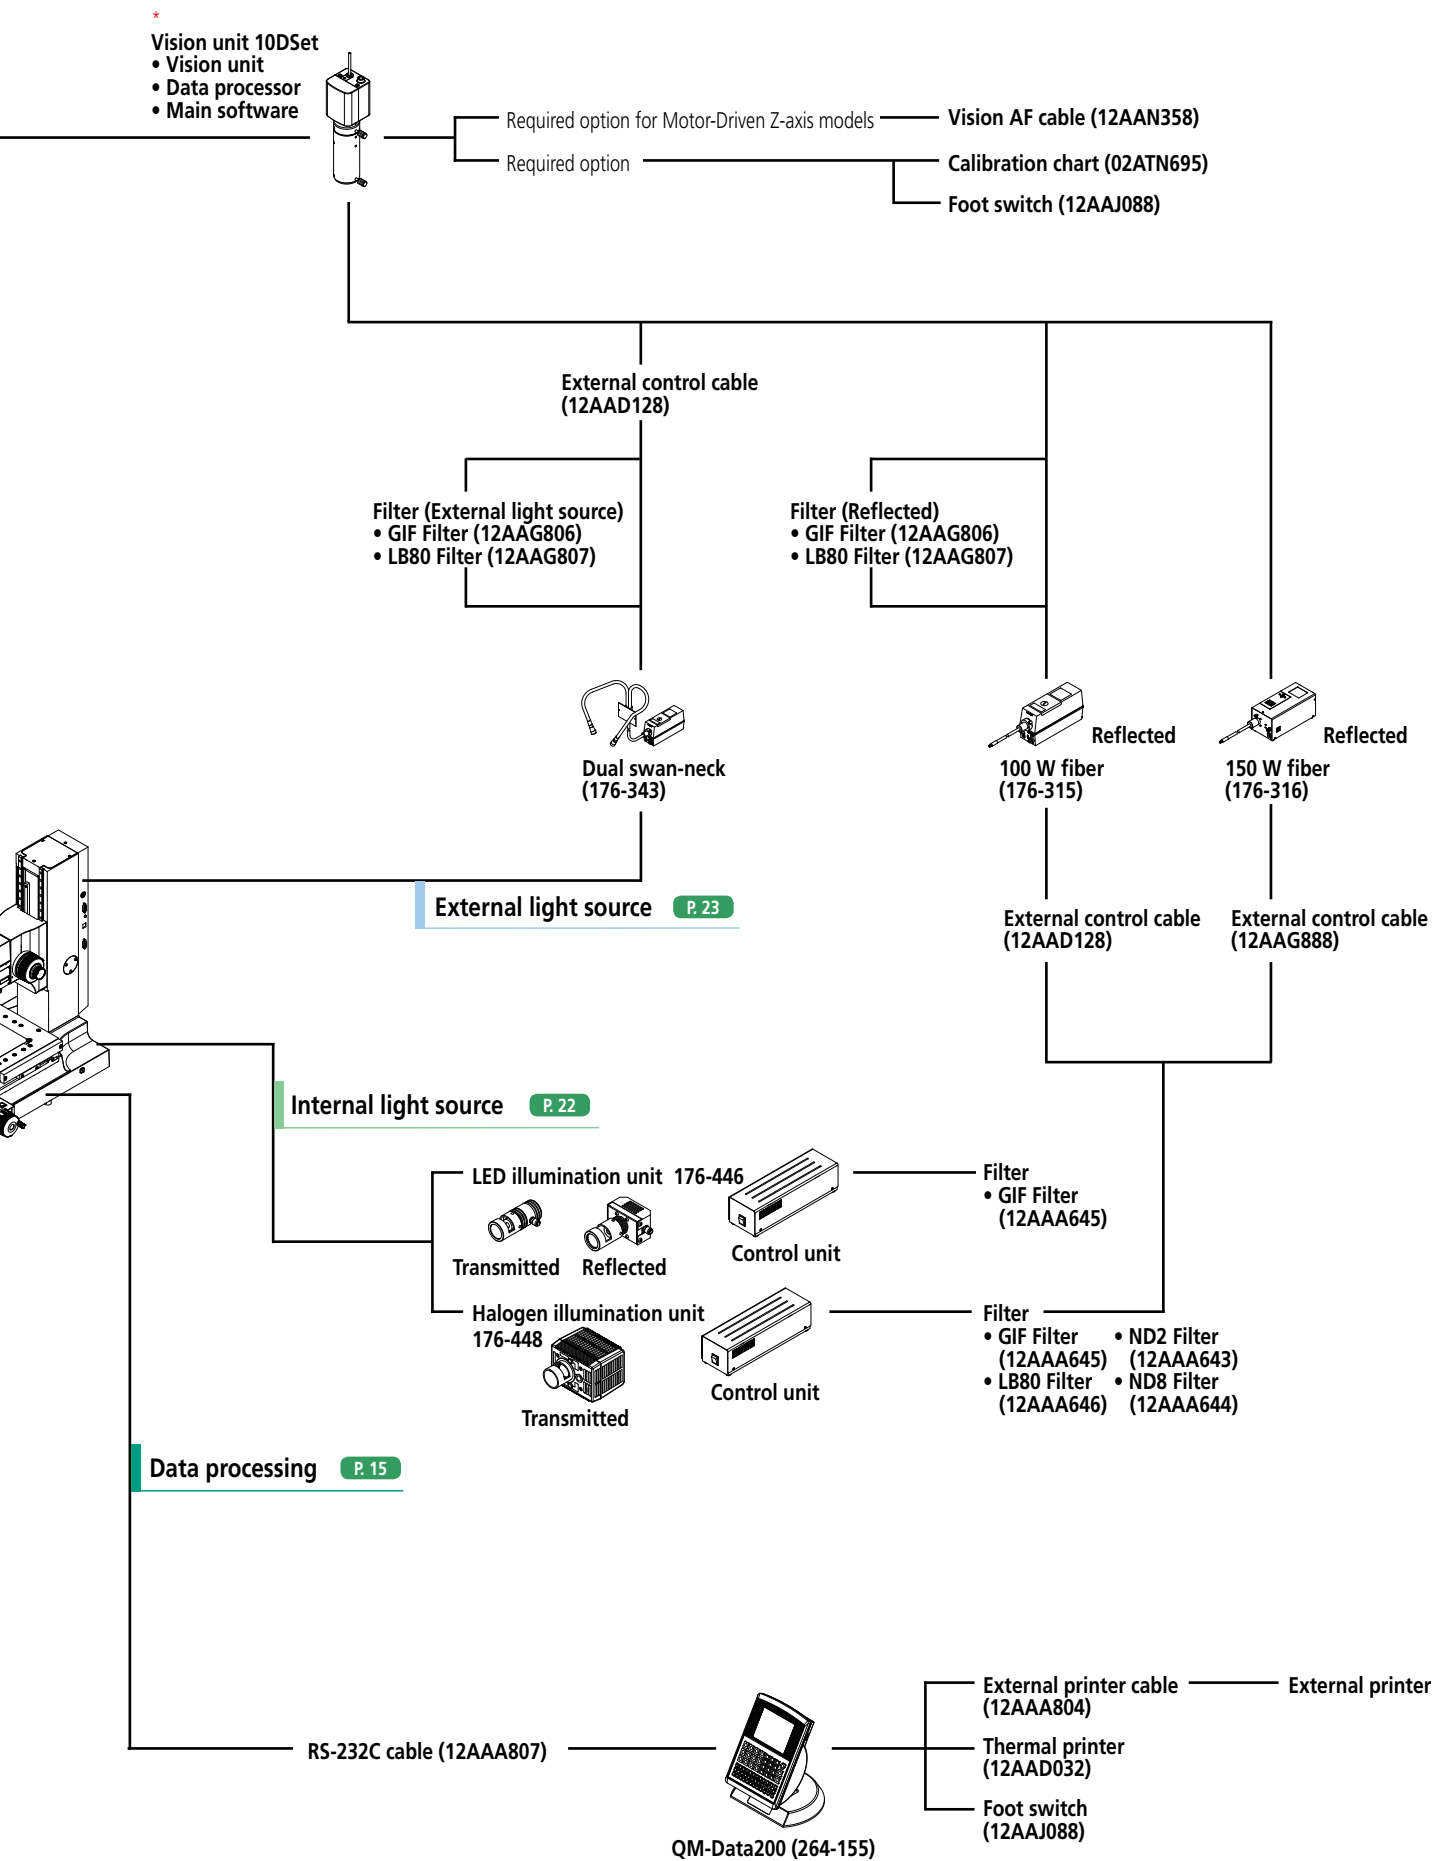 *
Vision unit 10DSet
• Vision unit
• Data processor
• Main software
Required option for Motor-Driven Z-axis models
Vision AF cable (12AAN358)
Required option
Calibration chart (02ATN695)
Foot switch (12AAJ088)
External control cable
(12AAD128)
Filter (External light source)
• GIF Filter (12AAG806)
• LB80 Filter (12AAG807)
Filter (Reflected)
• GIF Filter (12AAG806)
• LB80 Filter (12AAG807)
Dual swan-neck
(176-343)
Reflected
100 W fiber
(176-315)
Reflected
150 W fiber
(176-316)
External light source P. 23
External control cable
(12AAD128)
External control cable
(12AAG888)
Internal light source P. 22
LED illumination unit 176-446
Transmitted
Reflected
Control unit
Filter
• GIF Filter
(12AAA645)
Halogen illumination unit
176-448
Transmitted
Control unit
Filter
• GIF Filter • ND2 Filter
(12AAA645) (12AAA643)
• LB80 Filter • ND8 Filter
(12AAA646) (12AAA644)
Data processing P. 15
RS-232C cable (12AAA807)
QM-Data200 (264-155)
External printer cable
(12AAA804)
External printer
Thermal printer
(12AAD032)
Foot switch
(12AAJ088)